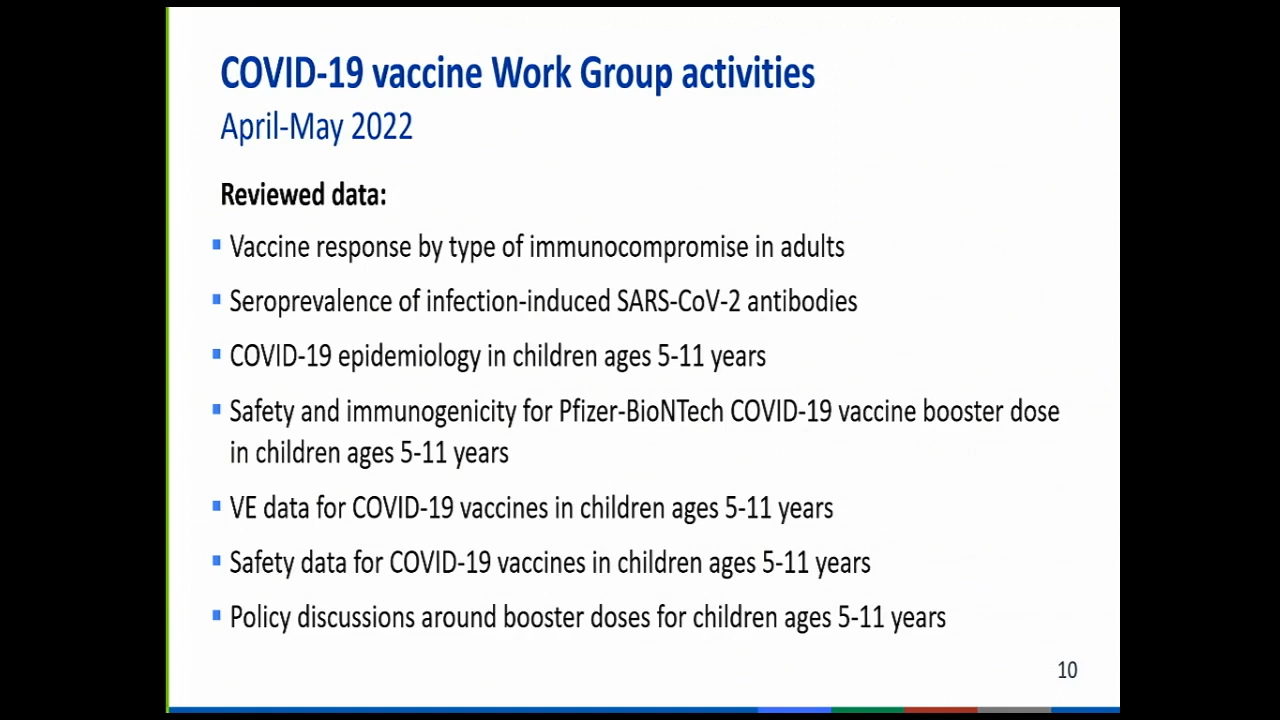 COVID-19 vaccine Work Group activities
April-May 2022
Reviewed data:
Vaccine response by type of immunocompromise in adults
Seroprevalence of infection-induced SARS-CoV-2 antibodies
COVID-19 epidemiology in children ages 5-11 years
Safety and immunogenicity for Pfizer-BioNTech COVID-19 vaccine booster dose
in children ages 5-11 years
VE data for COVID-19 vaccines in children ages 5-11 years
Safety data for COVID-19 vaccines in children ages 5-11 years
Policy discussions around booster doses for children ages 5-11 years
10